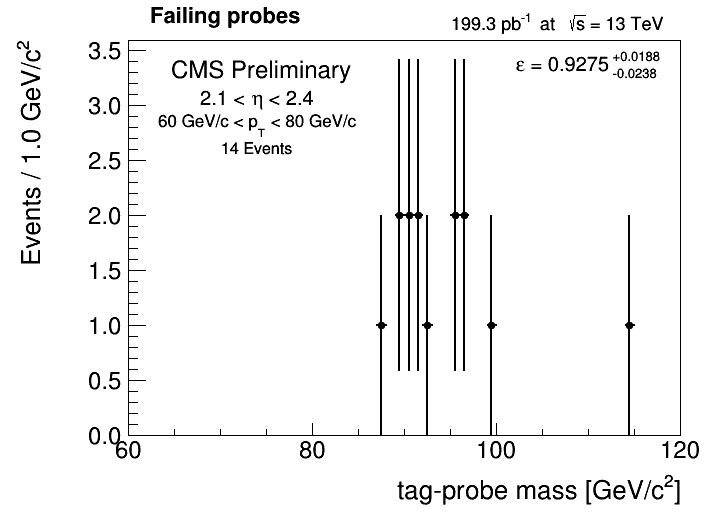 Failing probes
199.3 pb⁻¹ at √s = 13 TeV
CMS Preliminary
2.1 < η < 2.4
60 GeV/c < p_T < 80 GeV/c
14 Events
ε = 0.9275 +0.0188 -0.0238
Events / 1.0 GeV/c²
3.5
3.0
2.5
2.0
1.5
1.0
0.5
0.0
60 80 100 120
tag-probe mass [GeV/c²]